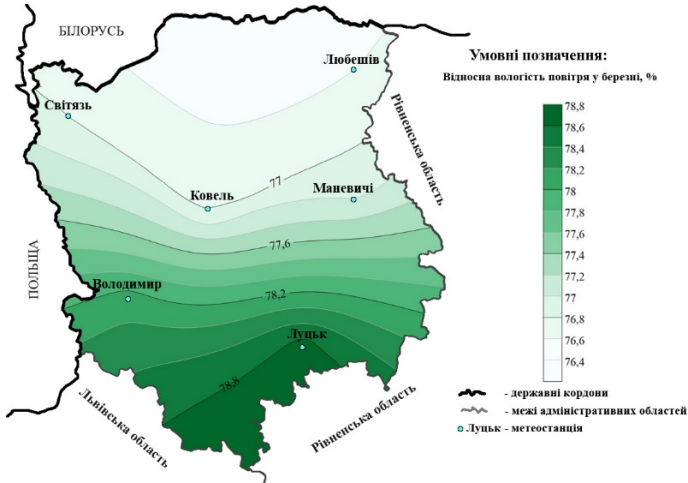 БІЛОРУСЬ
Любешів
Світязь
Рівненська область
77
Ковель
Маневичі
77,6
ПОЛЬЩА
Володимир
78,2
Луцьк
78,8
Львівська область
Рівненська область
Умовні позначення:
Відносна вологість повітря у березні, %
78,8
78,6
78,4
78,2
78
77,8
77,6
77,4
77,2
77
76,8
76,6
76,4
- державні кордони
- межі адміністративних областей
Луцьк - метеостанція